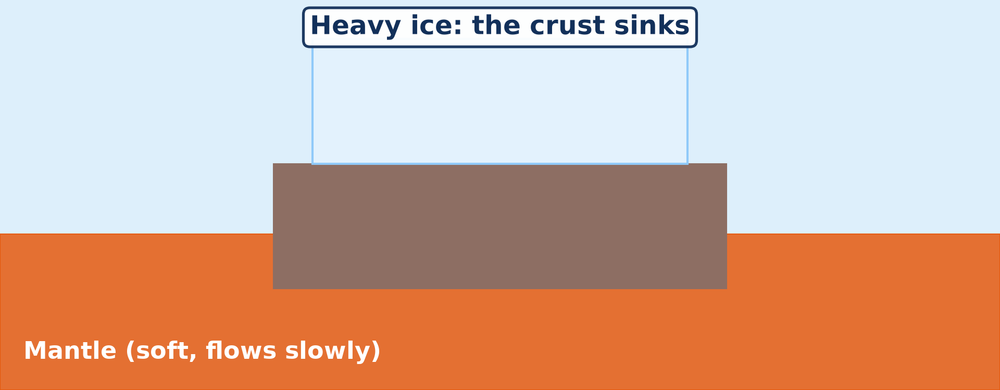 Heavy ice: the crust sinks
Mantle (soft, flows slowly)